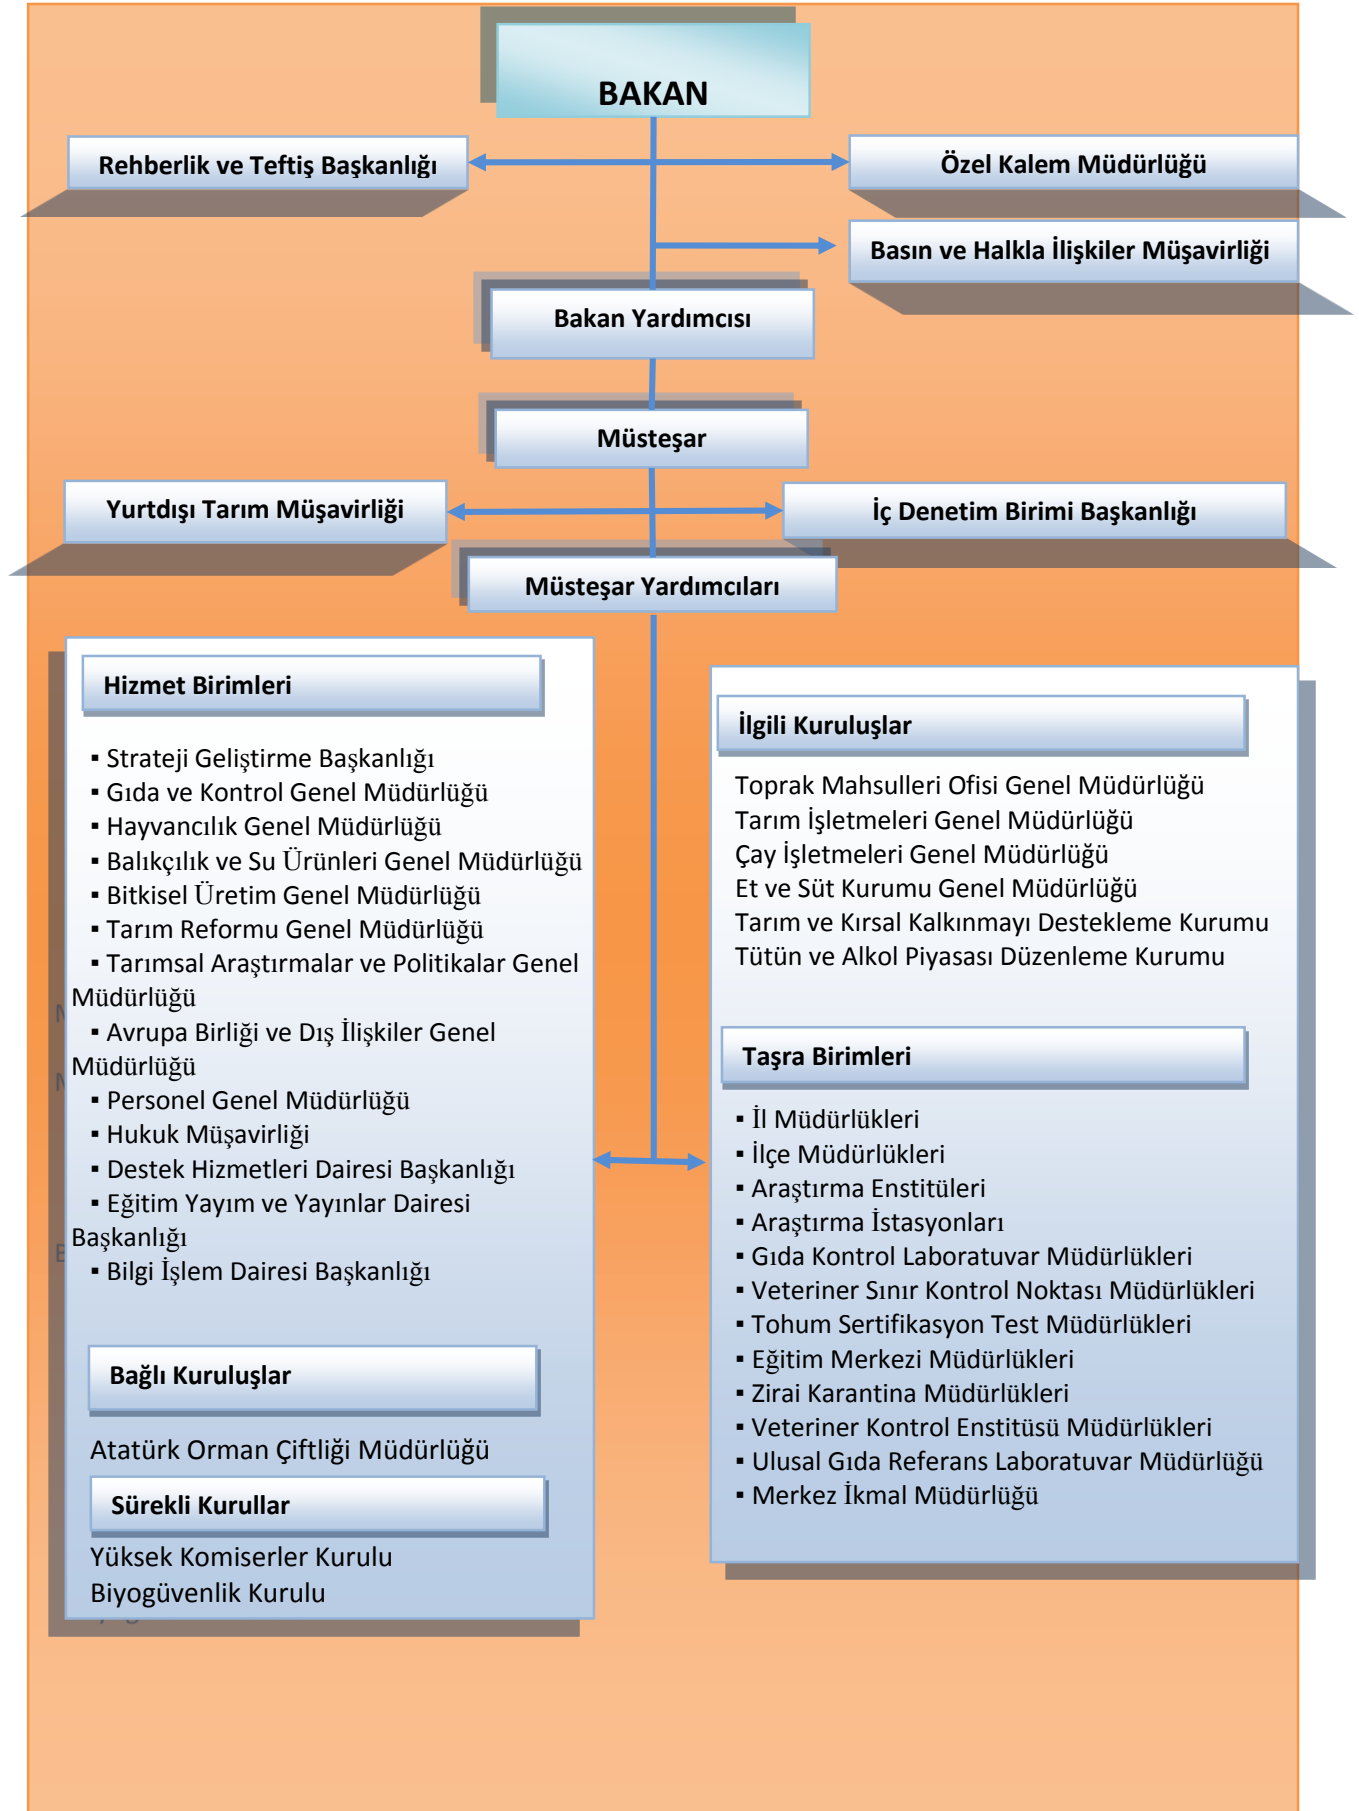 BAKAN
Rehberlik ve Teftiş Başkanlığı
Özel Kalem Müdürlüğü
Basın ve Halkla İlişkiler Müşavirliği
Bakan Yardımcısı
Müsteşar
Yurtdışı Tarım Müşavirliği
İç Denetim Birimi Başkanlığı
Müsteşar Yardımcıları
Hizmet Birimleri
▪ Strateji Geliştirme Başkanlığı
▪ Gıda ve Kontrol Genel Müdürlüğü
▪ Hayvancılık Genel Müdürlüğü
▪ Balıkçılık ve Su Ürünleri Genel Müdürlüğü
▪ Bitkisel Üretim Genel Müdürlüğü
▪ Tarım Reformu Genel Müdürlüğü
▪ Tarımsal Araştırmalar ve Politikalar Genel
Müdürlüğü
▪ Avrupa Birliği ve Dış İlişkiler Genel
Müdürlüğü
▪ Personel Genel Müdürlüğü
▪ Hukuk Müşavirliği
▪ Destek Hizmetleri Dairesi Başkanlığı
▪ Eğitim Yayım ve Yayınlar Dairesi
Başkanlığı
▪ Bilgi İşlem Dairesi Başkanlığı
Bağlı Kuruluşlar
Atatürk Orman Çiftliği Müdürlüğü
Sürekli Kurullar
Yüksek Komiserler Kurulu
Biyogüvenlik Kurulu
İlgili Kuruluşlar
Toprak Mahsulleri Ofisi Genel Müdürlüğü
Tarım İşletmeleri Genel Müdürlüğü
Çay İşletmeleri Genel Müdürlüğü
Et ve Süt Kurumu Genel Müdürlüğü
Tarım ve Kırsal Kalkınmayı Destekleme Kurumu
Tütün ve Alkol Piyasası Düzenleme Kurumu
Taşra Birimleri
▪ İl Müdürlükleri
▪ İlçe Müdürlükleri
▪ Araştırma Enstitüleri
▪ Araştırma İstasyonları
▪ Gıda Kontrol Laboratuvar Müdürlükleri
▪ Veteriner Sınır Kontrol Noktası Müdürlükleri
▪ Tohum Sertifikasyon Test Müdürlükleri
▪ Eğitim Merkezi Müdürlükleri
▪ Zirai Karantina Müdürlükleri
▪ Veteriner Kontrol Enstitüsü Müdürlükleri
▪ Ulusal Gıda Referans Laboratuvar Müdürlüğü
▪ Merkez İkmal Müdürlüğü